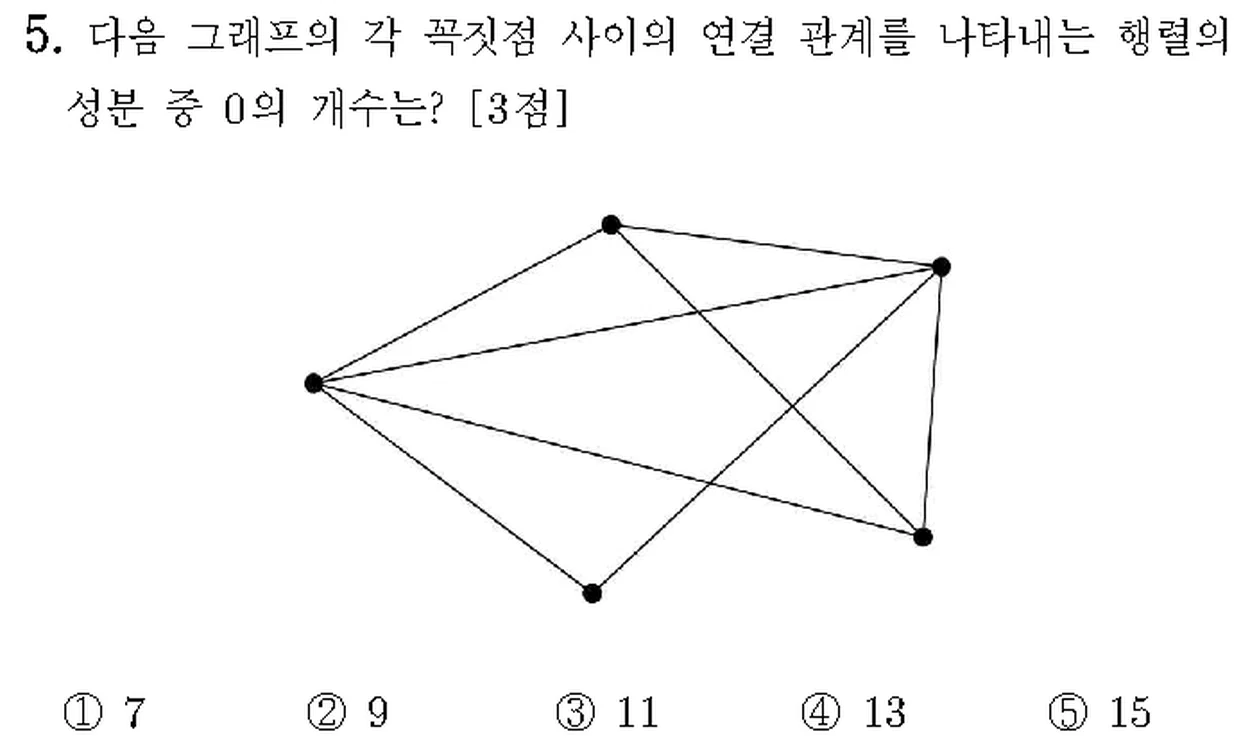 5. 다음 그래프의 각 꼭짓점 사이의 연결 관계를 나타내는 행렬의
성분 중 0의 개수는? [3점]
① 7 ② 9 ③ 11 ④ 13 ⑤ 15